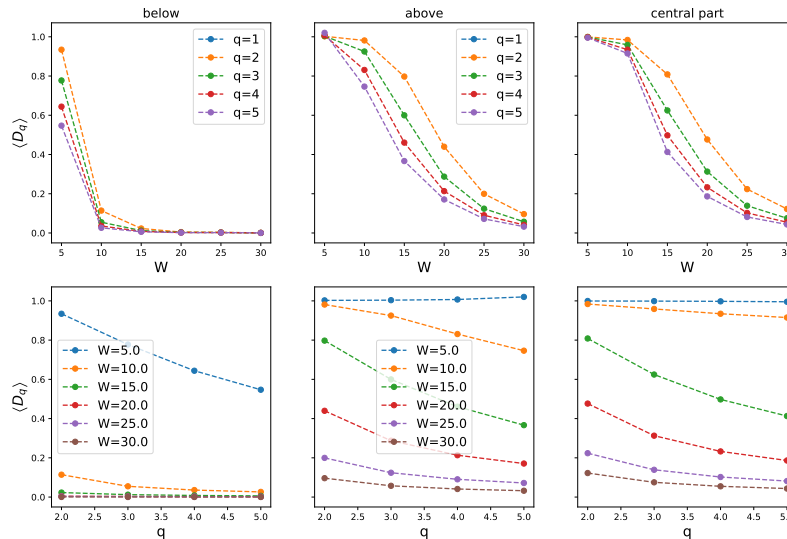 below
above
central part
1.0
0.8
0.6
0.4
0.2
0.0
⟨D_q⟩
q=1
q=2
q=3
q=4
q=5
5 10 15 20 25 30
W
q=1
q=2
q=3
q=4
q=5
5 10 15 20 25 30
W
5 10 15 20 25 30
W
1.0
0.8
0.6
0.4
0.2
0.0
⟨D_q⟩
W=5.0
W=10.0
W=15.0
W=20.0
W=25.0
W=30.0
2.0 2.5 3.0 3.5 4.0 4.5 5.0
q
W=5.0
W=10.0
W=15.0
W=20.0
W=25.0
W=30.0
2.0 2.5 3.0 3.5 4.0 4.5 5.0
q
2.0 2.5 3.0 3.5 4.0 4.5 5.0
q